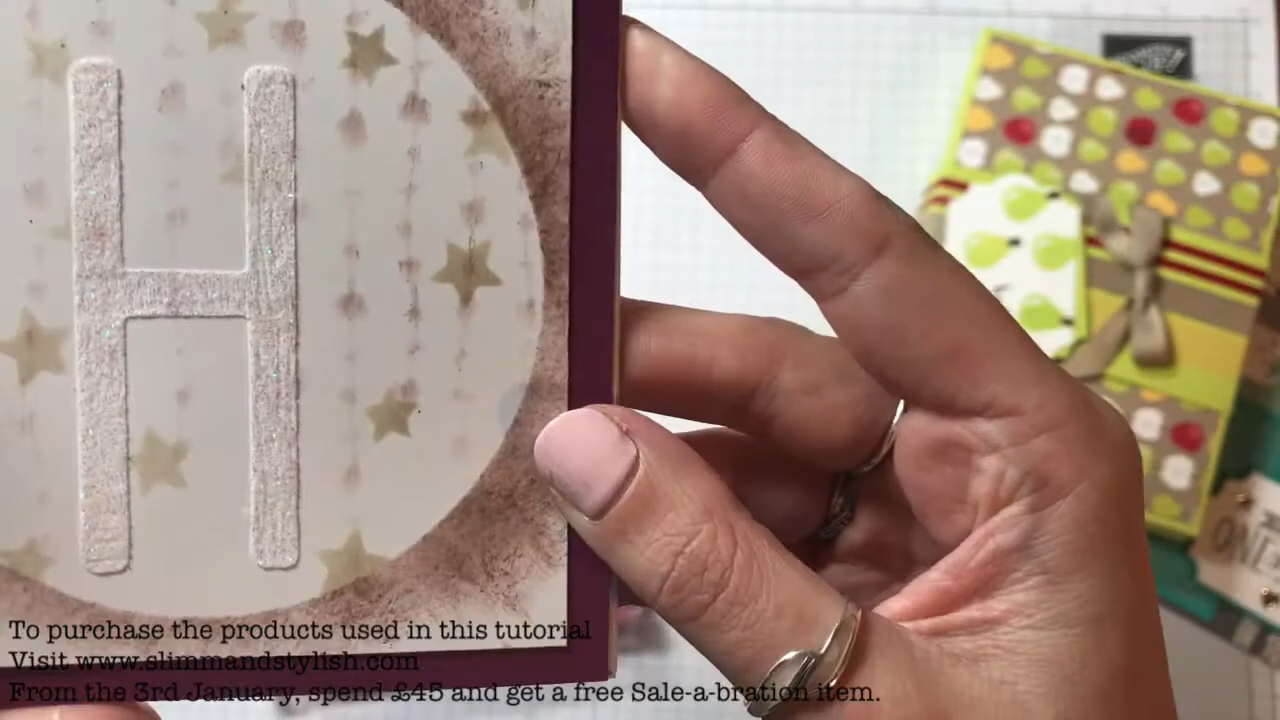 H
To purchase the products used in this tutorial
Visit www.slimmandstylish.com
From the 3rd January, spend £45 and get a free Sale-a-bration item.